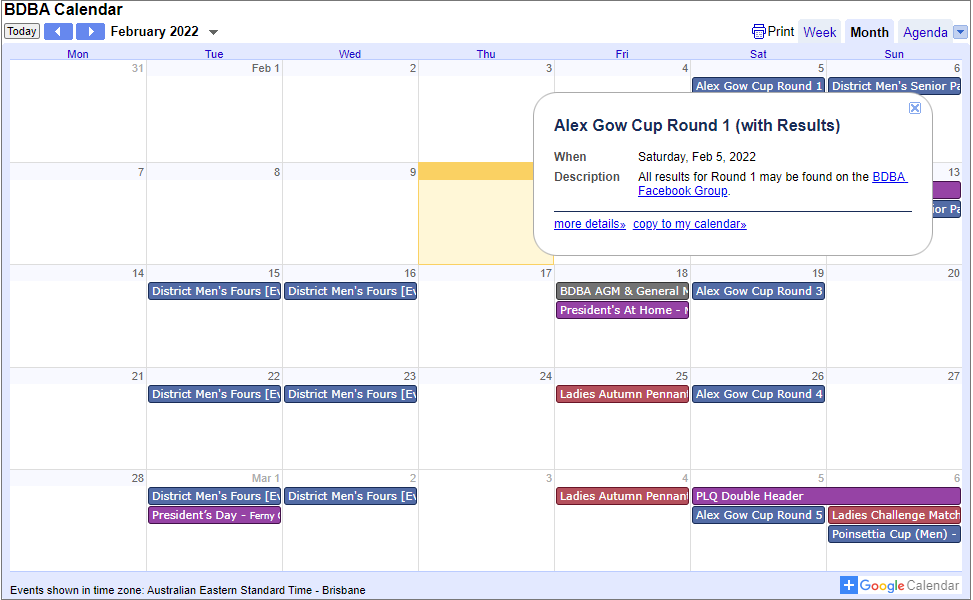 BDBA Calendar
Today
February 2022
Print
Week
Month
Agenda
Mon Tue Wed Thu Fri Sat Sun
31 Feb 1 2 3 4 5 6
Alex Gow Cup Round 1
District Men's Senior Pa
Alex Gow Cup Round 1 (with Results)
When Saturday, Feb 5, 2022
Description All results for Round 1 may be found on the BDBA
Facebook Group.
more details» copy to my calendar»
7 8 9 13
ior Pa
14 15 16 17 18 19 20
District Men's Fours [Ev
District Men's Fours [Ev
BDBA AGM & General M
Alex Gow Cup Round 3
President's At Home -
21 22 23 24 25 26 27
District Men's Fours [Ev
District Men's Fours [Ev
Ladies Autumn Pennant
Alex Gow Cup Round 4
28 Mar 1 2 3 4 5 6
District Men's Fours [Ev
District Men's Fours [Ev
Ladies Autumn Pennant
PLQ Double Header
President's Day - Ferny
Alex Gow Cup Round 5
Ladies Challenge Match
Poinsettia Cup (Men) -
Events shown in time zone: Australian Eastern Standard Time - Brisbane
Google Calendar